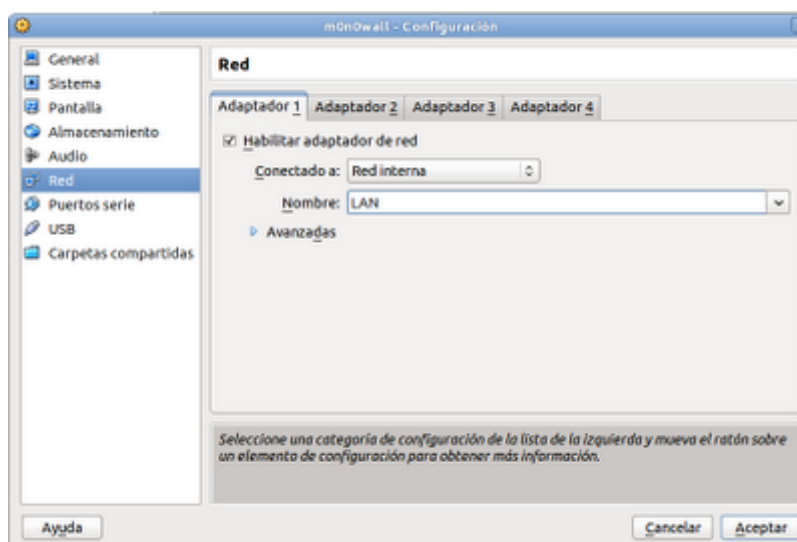 m0n0wall - Configuración
General
Sistema
Pantalla
Almacenamiento
Audio
Red
Puertos serie
USB
Carpetas compartidas
Red
Adaptador 1 Adaptador 2 Adaptador 3 Adaptador 4
Habilitar adaptador de red
Conectado a: Red interna
Nombre: LAN
Avanzadas
Seleccione una categoría de configuración de la lista de la izquierda y mueva el ratón sobre
un elemento de configuración para obtener más información.
Ayuda Cancelar Aceptar